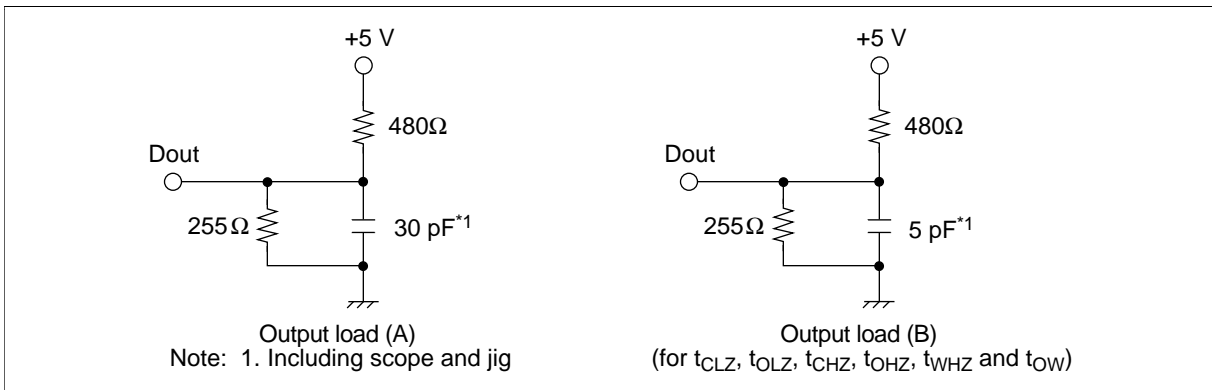 +5 V
480Ω
Dout
255Ω
30 pF*1
Output load (A)
Note: 1. Including scope and jig
+5 V
480Ω
Dout
255Ω
5 pF*1
Output load (B)
(for tCLZ, tOLZ, tCHZ, tOHZ, tWHZ and tOW)